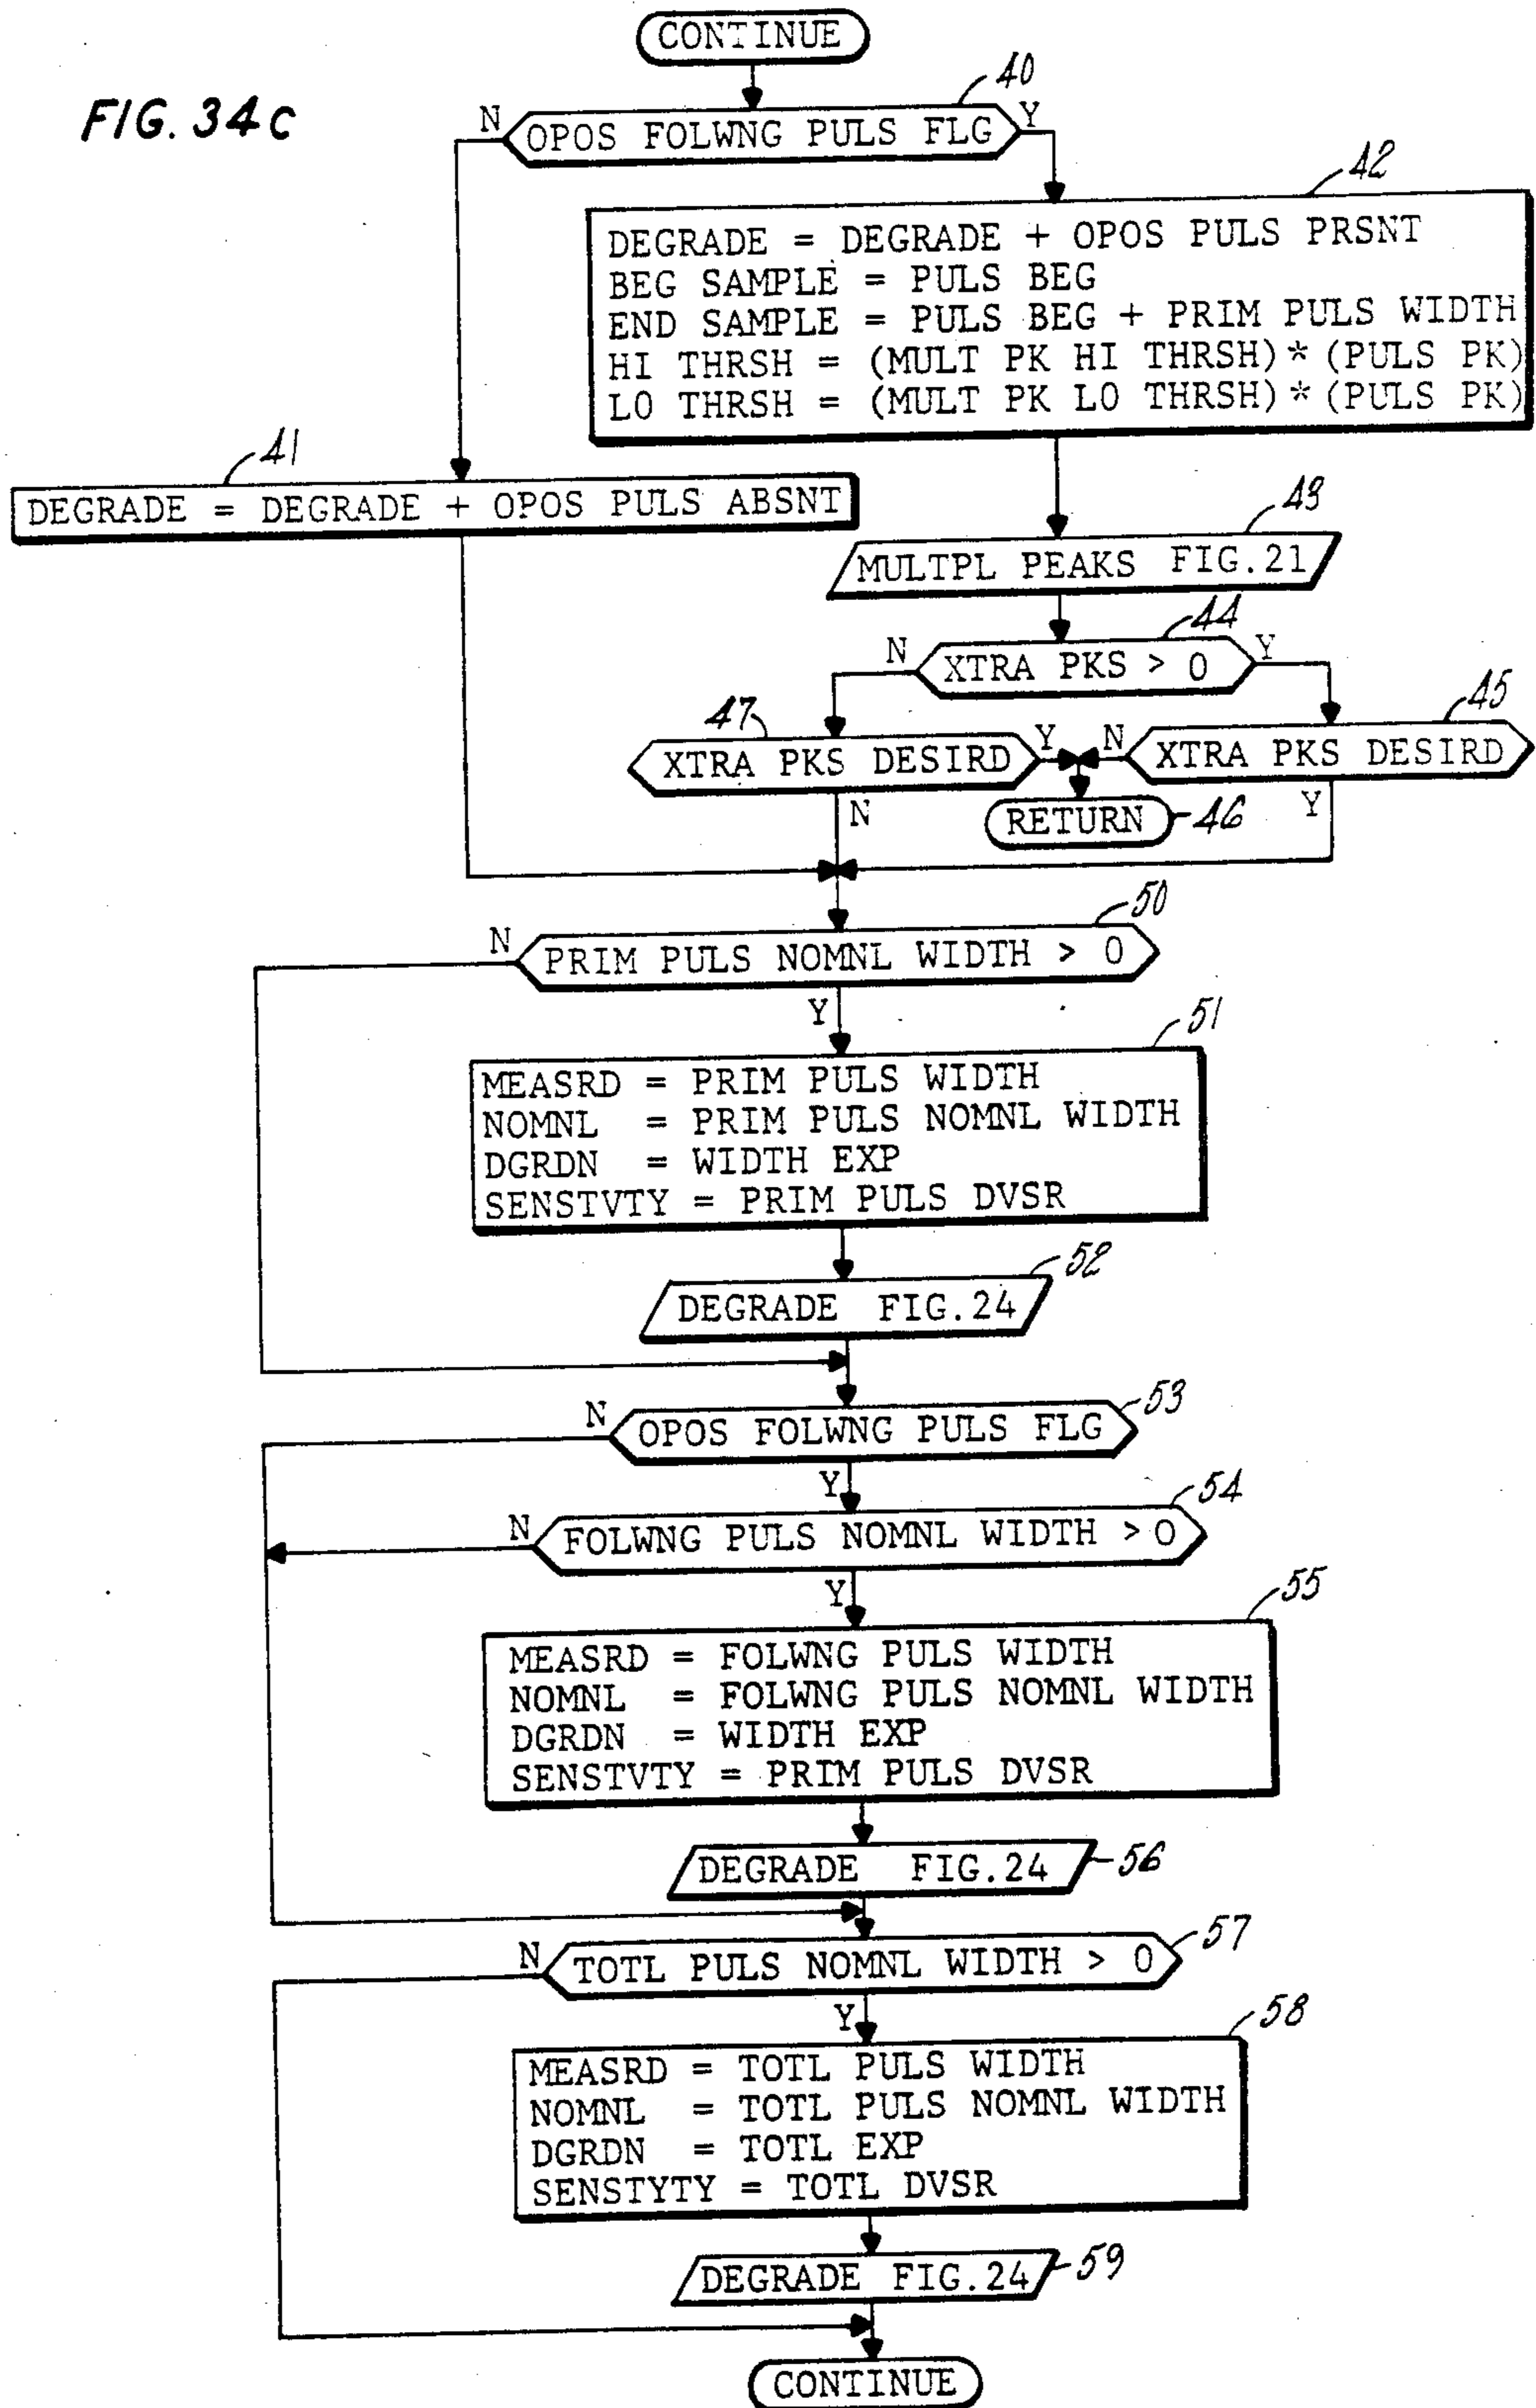 CONTINUE
FIG. 34c
40
N
OPOS FOLWNG PULS FLG
Y
42
DEGRADE = DEGRADE + OPOS PULS PRSNT
BEG SAMPLE = PULS BEG
END SAMPLE = PULS BEG + PRIM PULS WIDTH
HI THRSH = (MULT PK HI THRSH) * (PULS PK)
LO THRSH = (MULT PK LO THRSH) * (PULS PK)
41
DEGRADE = DEGRADE + OPOS PULS ABSNT
43
MULTPL PEAKS FIG.21
44
N
XTRA PKS > 0
Y
47
45
XTRA PKS DESIRD
Y
N
XTRA PKS DESIRD
N
RETURN
46
Y
50
N
PRIM PULS NOMNL WIDTH > 0
Y
51
MEASRD = PRIM PULS WIDTH
NOMNL = PRIM PULS NOMNL WIDTH
DGRDN = WIDTH EXP
SENSTVTY = PRIM PULS DVSR
52
DEGRADE FIG.24
53
N
OPOS FOLWNG PULS FLG
Y
54
N
FOLWNG PULS NOMNL WIDTH > 0
Y
55
MEASRD = FOLWNG PULS WIDTH
NOMNL = FOLWNG PULS NOMNL WIDTH
DGRDN = WIDTH EXP
SENSTVTY = PRIM PULS DVSR
DEGRADE FIG.24
56
57
N
TOTL PULS NOMNL WIDTH > 0
Y
58
MEASRD = TOTL PULS WIDTH
NOMNL = TOTL PULS NOMNL WIDTH
DGRDN = TOTL EXP
SENSTYTY = TOTL DVSR
DEGRADE FIG.24
59
CONTINUE